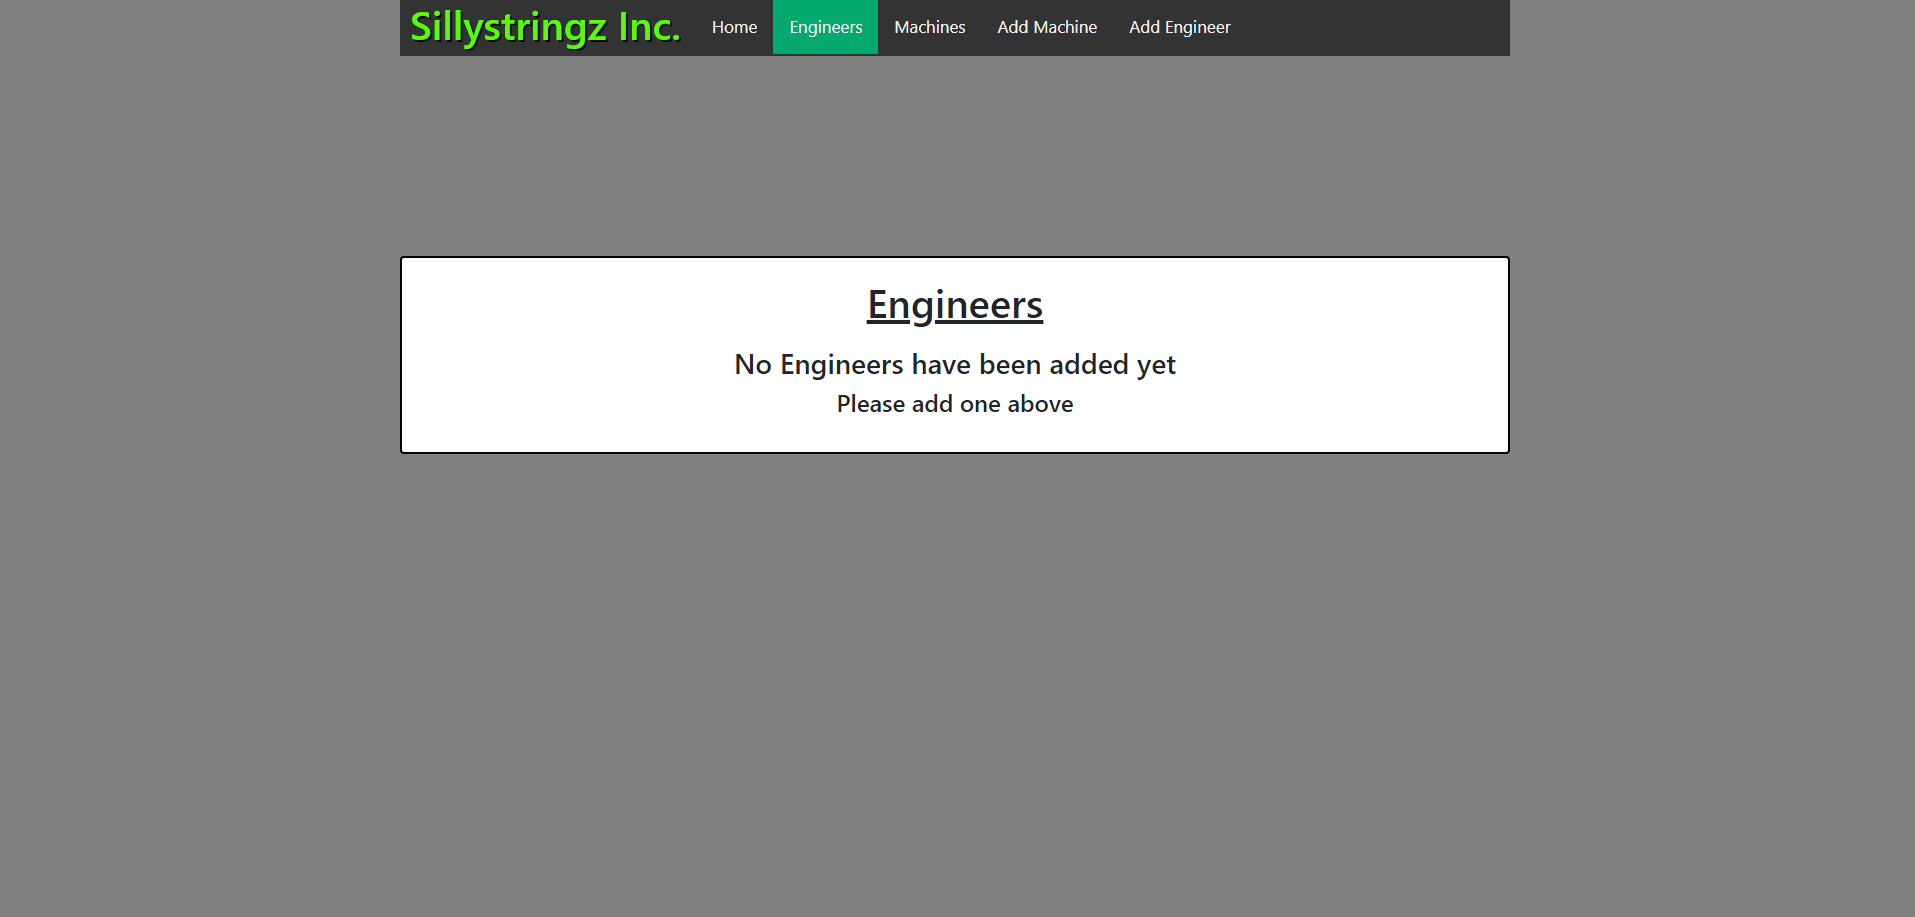 Sillystringz Inc. Home Engineers Machines Add Machine Add Engineer
Engineers
No Engineers have been added yet
Please add one above